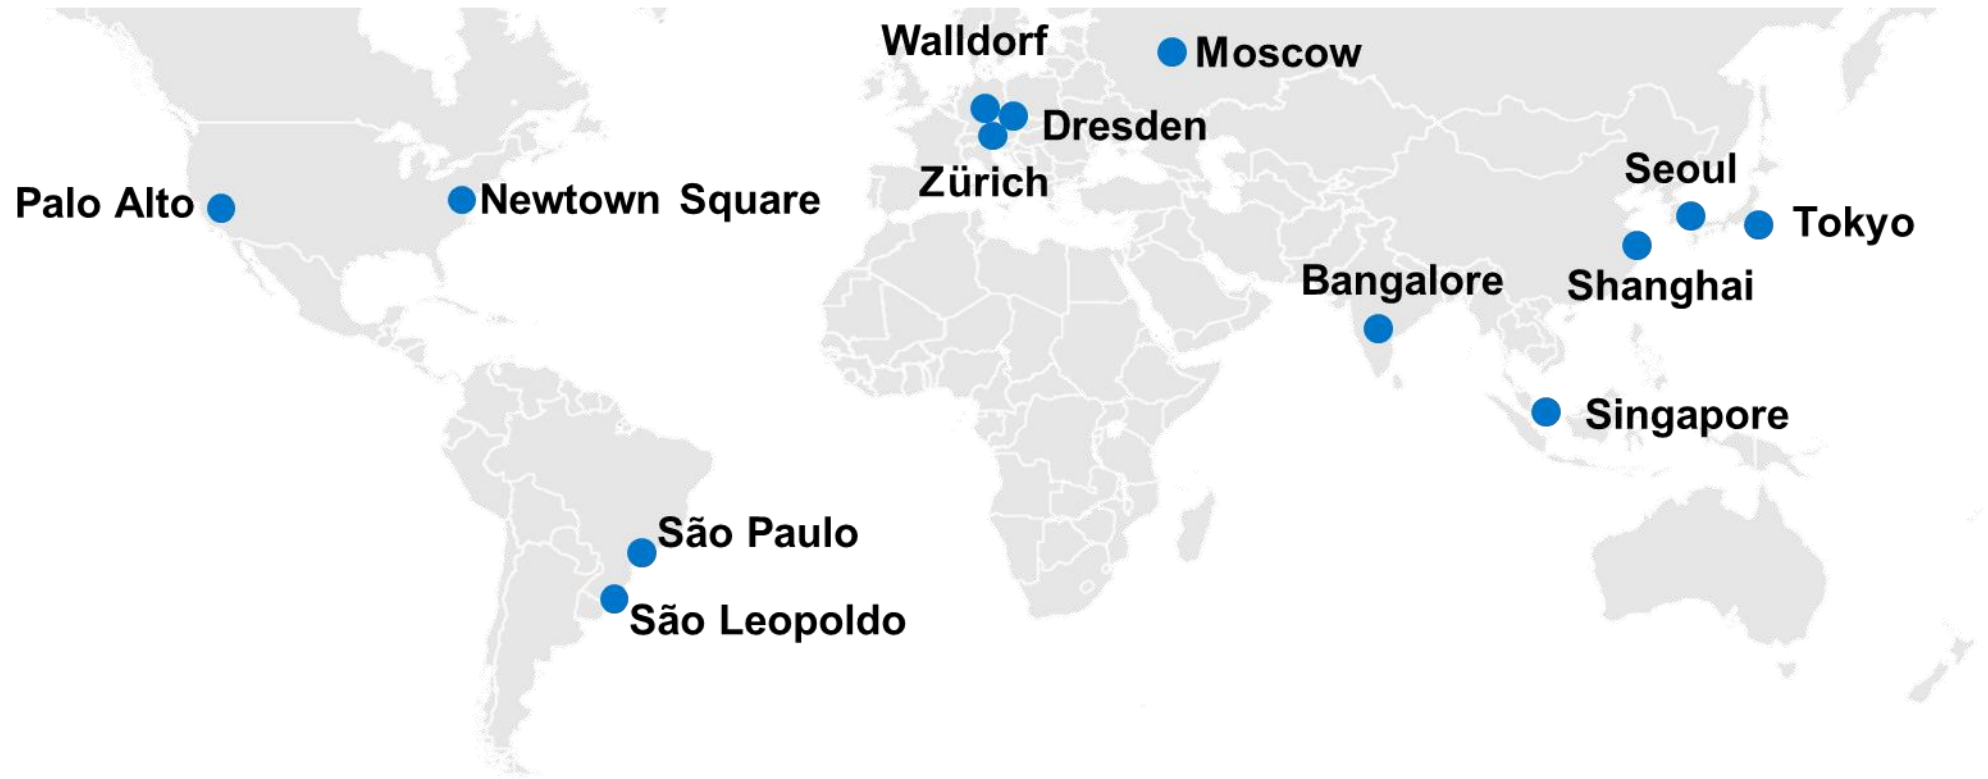 Walldorf
Moscow
Dresden
Zürich
Seoul
Palo Alto
Newtown Square
Tokyo
Bangalore
Shanghai
Singapore
São Paulo
São Leopoldo